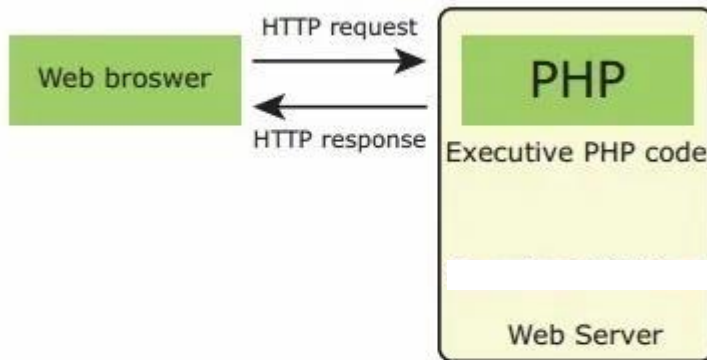 HTTP request
Web broswer
PHP
HTTP response
Executive PHP code
Web Server